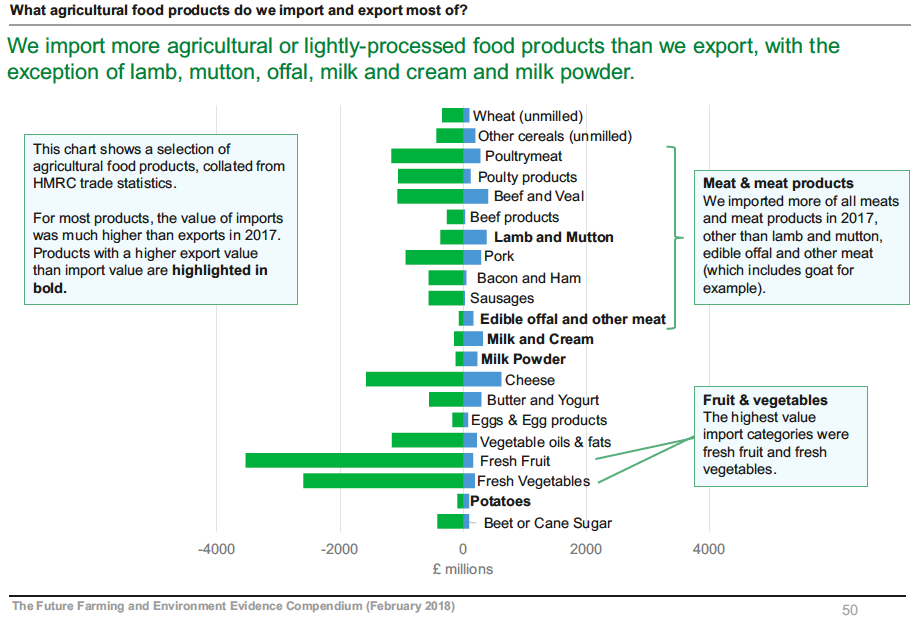 What agricultural food products do we import and export most of?
We import more agricultural or lightly-processed food products than we export, with the
exception of lamb, mutton, offal, milk and cream and milk powder.
This chart shows a selection of
agricultural food products, collated from
HMRC trade statistics.
For most products, the value of imports
was much higher than exports in 2017.
Products with a higher export value
than import value are highlighted in
bold.
Wheat (unmilled)
Other cereals (unmilled)
Poultrymeat
Poulty products
Beef and Veal
Beef products
Lamb and Mutton
Pork
Bacon and Ham
Sausages
Edible offal and other meat
Milk and Cream
Milk Powder
Cheese
Butter and Yogurt
Eggs & Egg products
Vegetable oils & fats
Fresh Fruit
Fresh Vegetables
Potatoes
Beet or Cane Sugar
Meat & meat products
We imported more of all meats
and meat products in 2017,
other than lamb and mutton,
edible offal and other meat
(which includes goat for
example).
Fruit & vegetables
The highest value
import categories were
fresh fruit and fresh
vegetables.
-4000 -2000 0 2000 4000
£ millions
The Future Farming and Environment Evidence Compendium (February 2018)
50